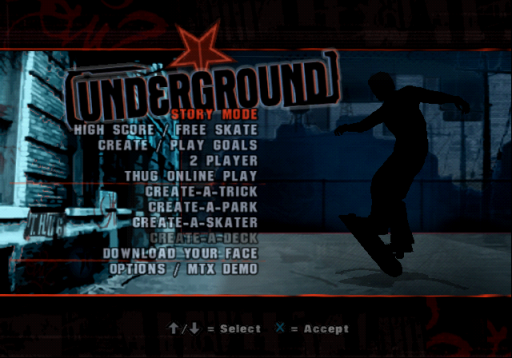 UNDERGROUND
STORY MODE
HIGH SCORE / FREE SKATE
CREATE / PLAY GOALS
2 PLAYER
THUG ONLINE PLAY
CREATE-A-TRICK
CREATE-A-PARK
CREATE-A-SKATER
CREATE-A-DECK
DOWNLOAD YOUR FACE
OPTIONS / MTX DEMO
↑/↓ = Select X = Accept